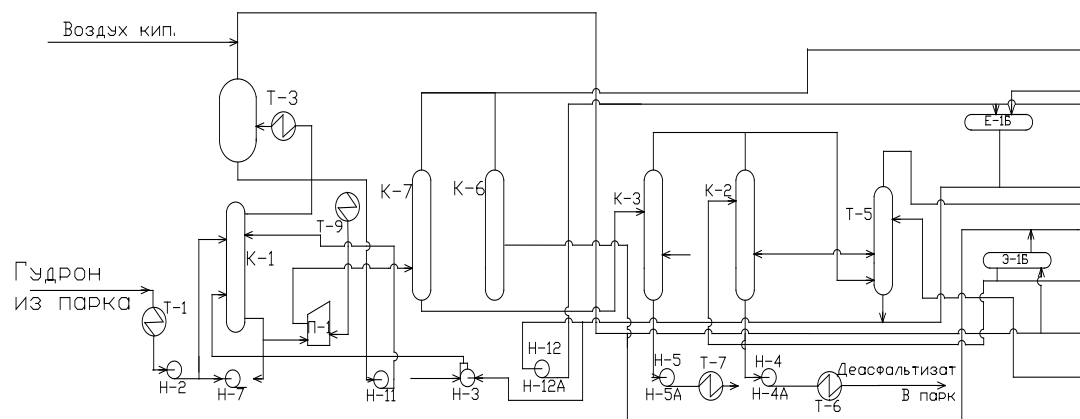 Воздух кип.
Т-3
Е-1Б
К-7
К-6
К-3
К-2
Т-9
Т-5
К-1
Э-1Б
Гудрон
из парка
Т-1
П-1
Н-12
Н-12А
Н-2
Н-7
Н-11
Н-3
Н-5
Н-5А
Т-7
Н-4
Н-4А
Т-6
Деасфальтизат
В парк